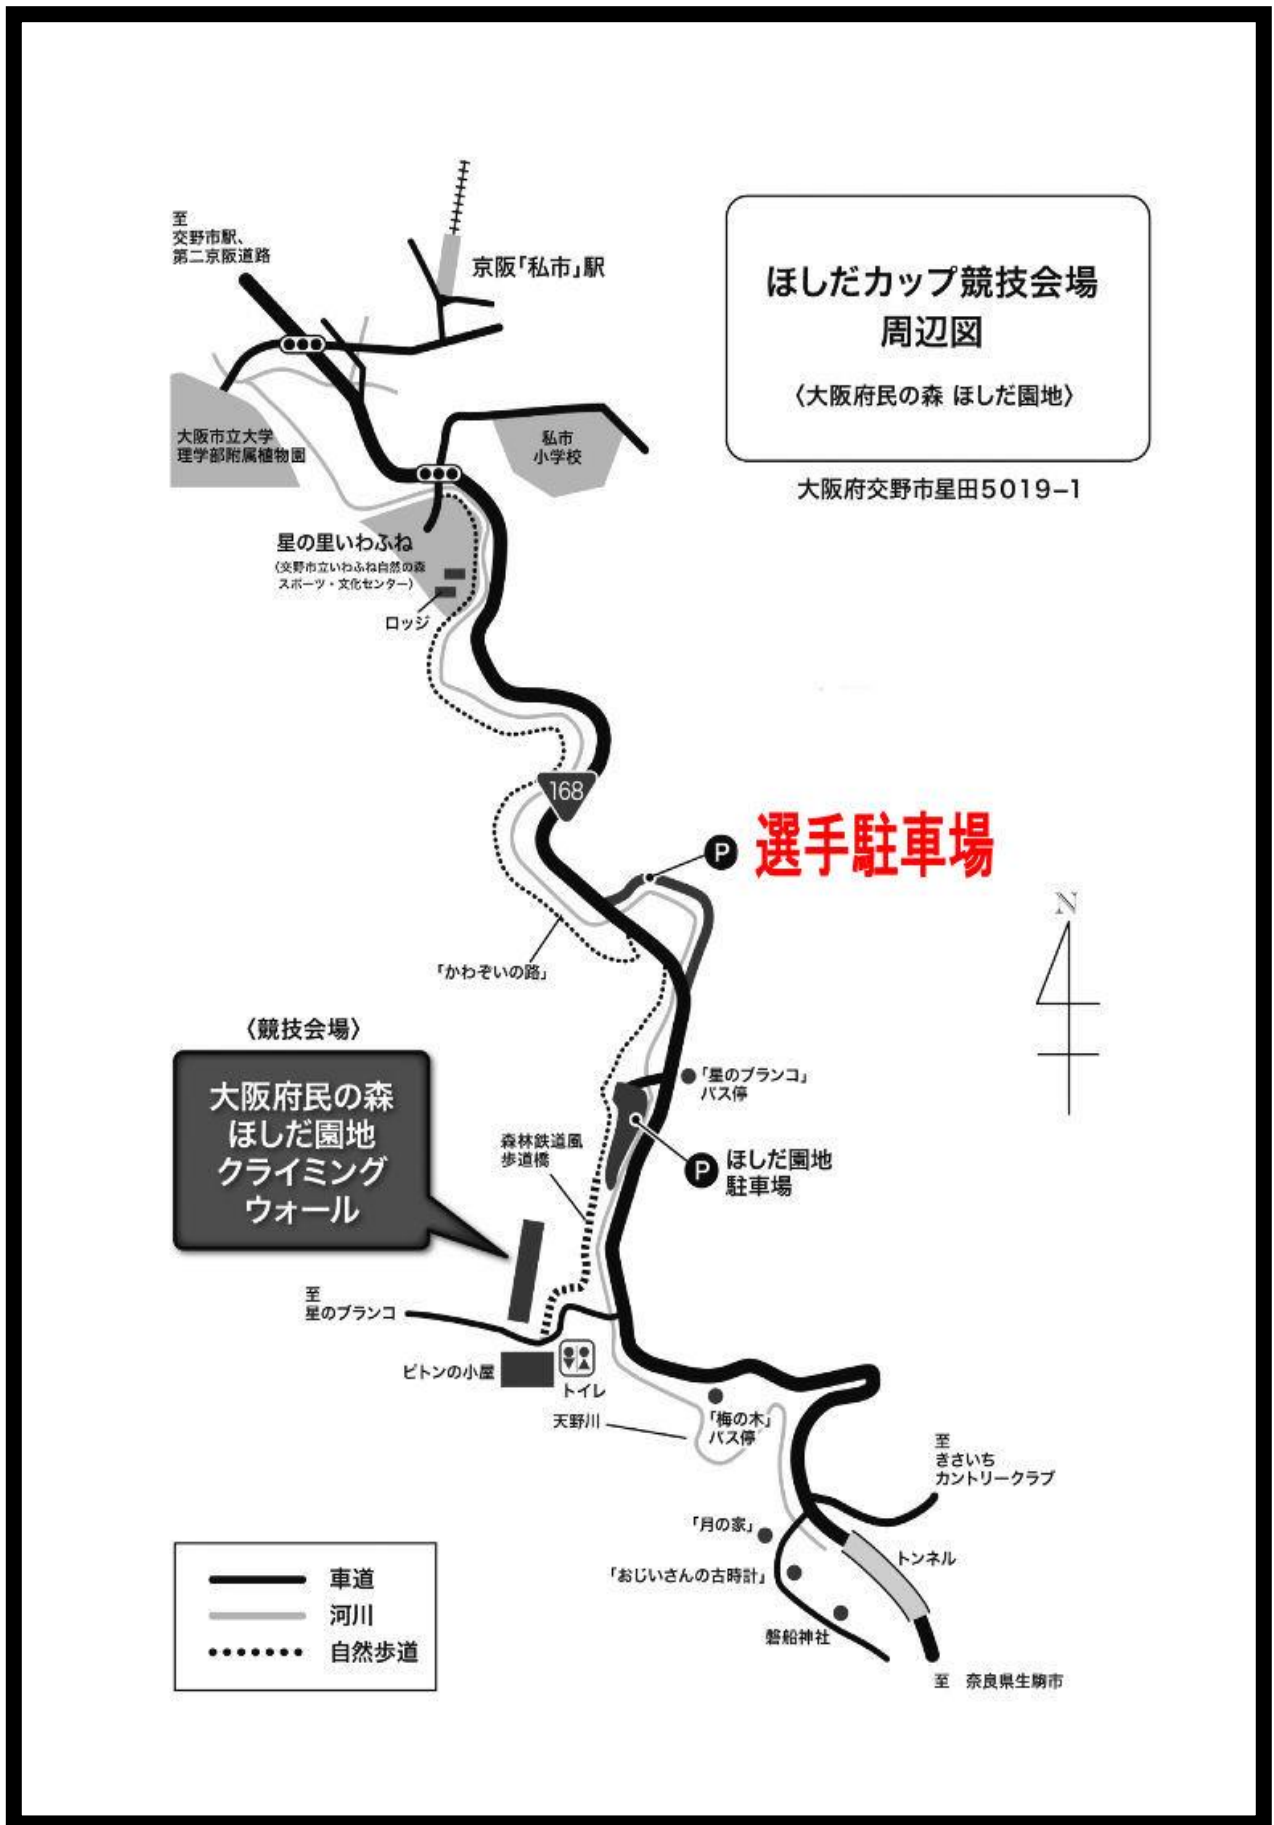 至
交野市駅、
第二京阪道路
京阪「私市」駅
ほしだカップ競技会場
周辺図
〈大阪府民の森 ほしだ園地〉
大阪府交野市星田5019-1
大阪市立大学
理学部附属植物園
私市
小学校
星の里いわふね
(交野市立いわふね自然の森
スポーツ・文化センター)
ロッジ
168
P
選手駐車場
N
「かわぞいの路」
〈競技会場〉
大阪府民の森
ほしだ園地
クライミング
ウォール
「星のブランコ」
バス停
森林鉄道風
歩道橋
P
ほしだ園地
駐車場
至
星のブランコ
ピトンの小屋
トイレ
天野川
「梅の木」
バス停
至
きさいち
カントリークラブ
「月の家」
トンネル
「おじいさんの古時計」
磐船神社
至 奈良県生駒市
車道
河川
自然歩道